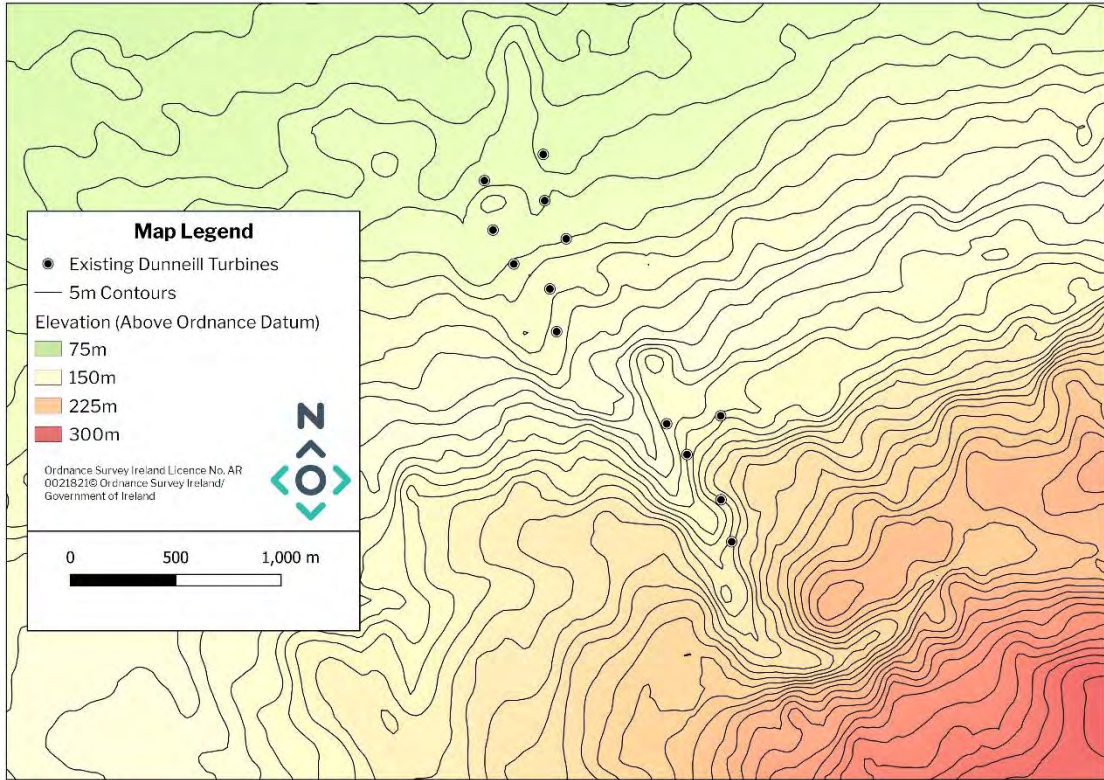 Map Legend
Existing Dunneill Turbines
5m Contours
Elevation (Above Ordnance Datum)
75m
150m
225m
300m
N
Ordnance Survey Ireland Licence No. AR
0021821© Ordnance Survey Ireland/
Government of Ireland
0 500 1,000 m